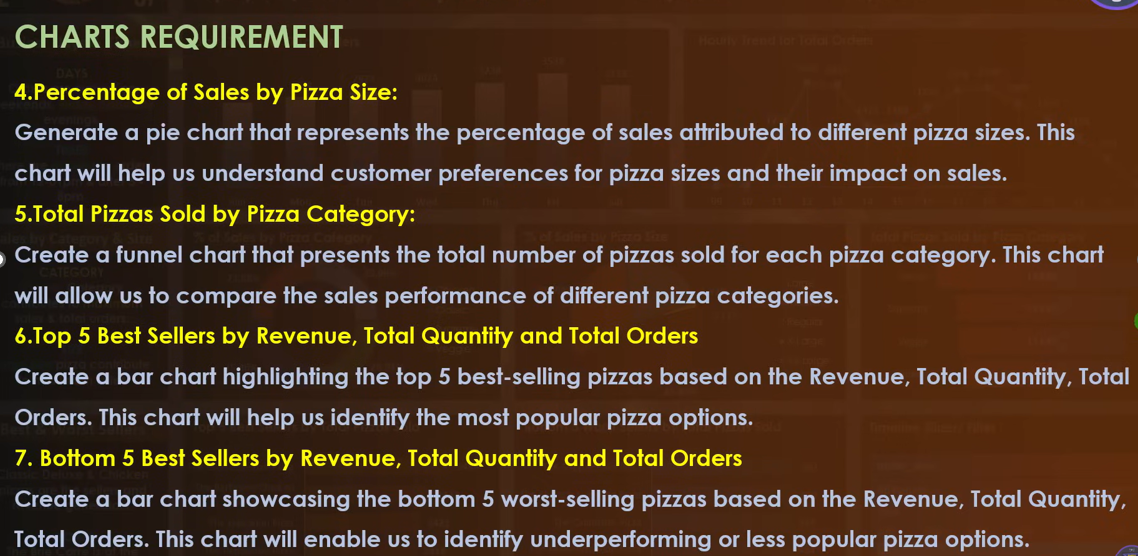 CHARTS REQUIREMENT
4.Percentage of Sales by Pizza Size:
Generate a pie chart that represents the percentage of sales attributed to different pizza sizes. This
chart will help us understand customer preferences for pizza sizes and their impact on sales.
5.Total Pizzas Sold by Pizza Category:
Create a funnel chart that presents the total number of pizzas sold for each pizza category. This chart
will allow us to compare the sales performance of different pizza categories.
6.Top 5 Best Sellers by Revenue, Total Quantity and Total Orders
Create a bar chart highlighting the top 5 best-selling pizzas based on the Revenue, Total Quantity, Total
Orders. This chart will help us identify the most popular pizza options.
7. Bottom 5 Best Sellers by Revenue, Total Quantity and Total Orders
Create a bar chart showcasing the bottom 5 worst-selling pizzas based on the Revenue, Total Quantity,
Total Orders. This chart will enable us to identify underperforming or less popular pizza options.